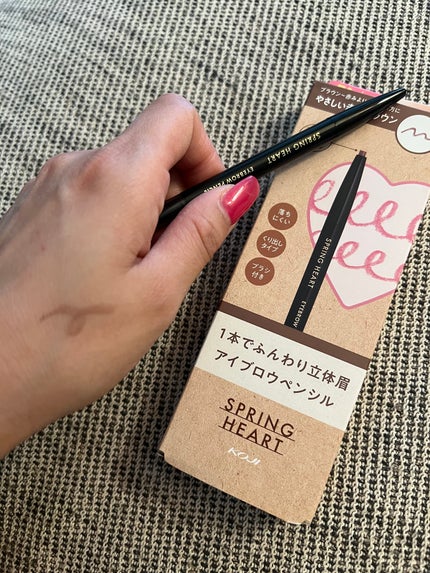 ブラウン
やさしい
ウン
SPRING HEART
EYEBROW PENCIL
落ち
にくい
くり出し
タイプ
ブラシ
付き
SPRING HEART
EYEBROW
1本でふんわり立体眉
アイブロウペンシル
SPRING
HEART
KOJI